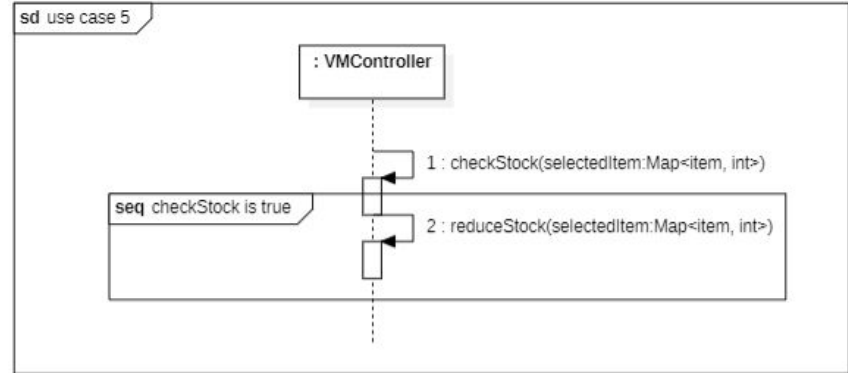 sd use case 5
: VMController
1 : checkStock(selectedItem:Map<item, int>)
seq checkStock is true
2 : reduceStock(selectedItem:Map<item, int>)